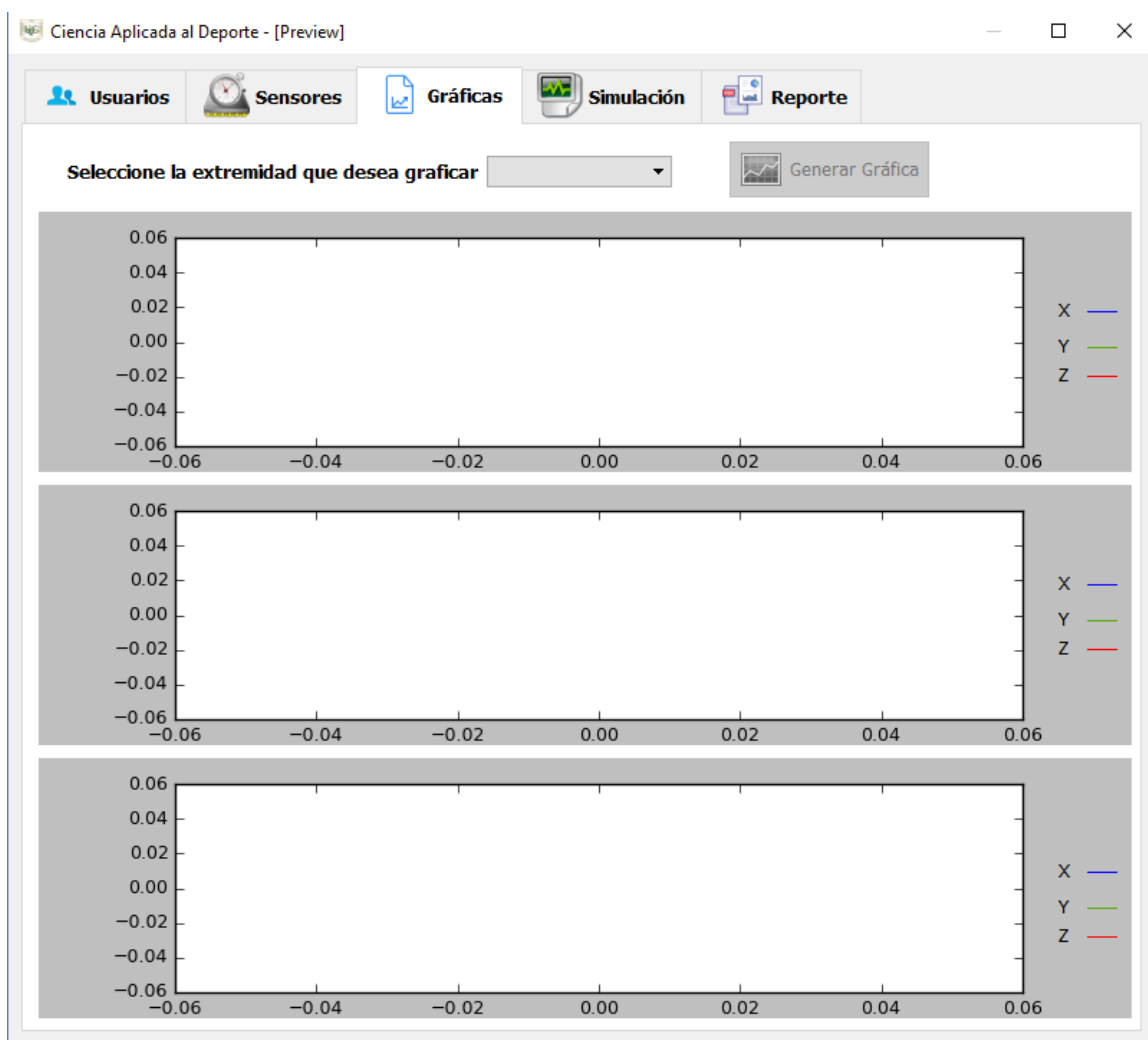 Ciencia Aplicada al Deporte - [Preview]
Usuarios Sensores Gráficas Simulación Reporte
Seleccione la extremidad que desea graficar Generar Gráfica
0.06
0.04
0.02
0.00
−0.02
−0.04
−0.06
−0.06 −0.04 −0.02 0.00 0.02 0.04 0.06
X
Y
Z
0.06
0.04
0.02
0.00
−0.02
−0.04
−0.06
−0.06 −0.04 −0.02 0.00 0.02 0.04 0.06
X
Y
Z
0.06
0.04
0.02
0.00
−0.02
−0.04
−0.06
−0.06 −0.04 −0.02 0.00 0.02 0.04 0.06
X
Y
Z